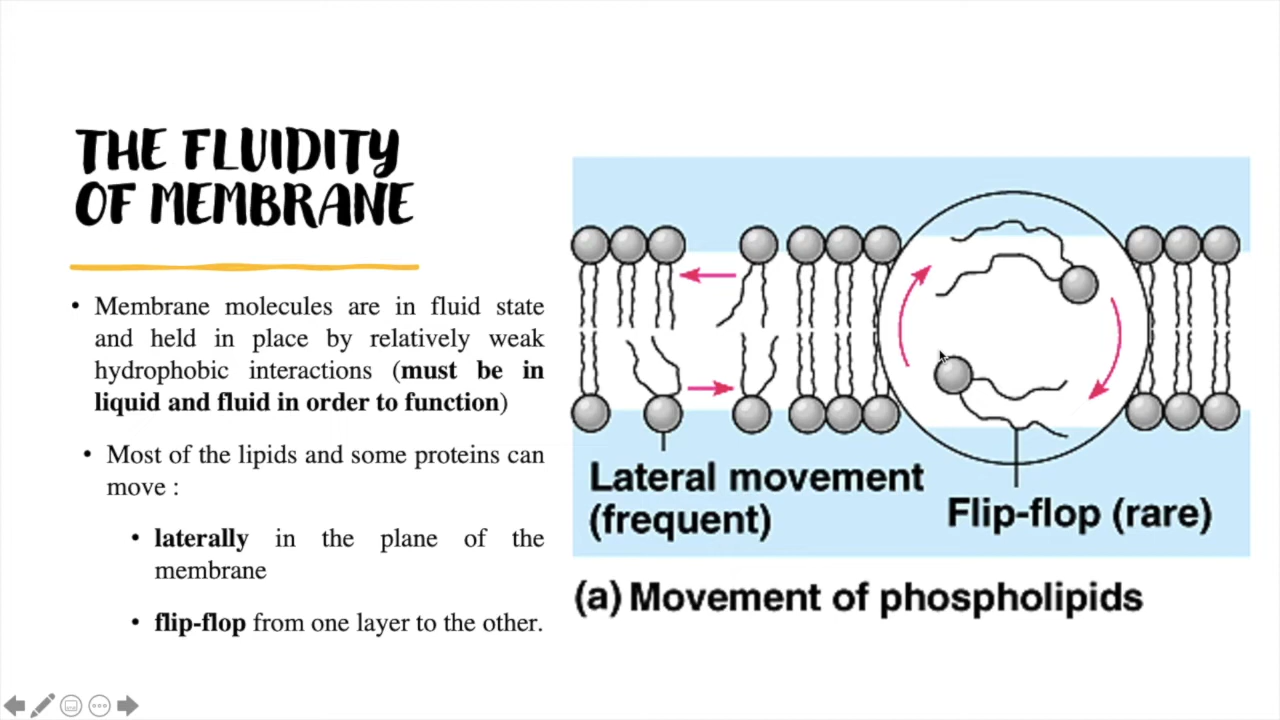 THE FLUIDITY
OF MEMBRANE
• Membrane molecules are in fluid state
and held in place by relatively weak
hydrophobic interactions (must be in
liquid and fluid in order to function)
• Most of the lipids and some proteins can
move :
• laterally in the plane of the
membrane
• flip-flop from one layer to the other.
Lateral movement
(frequent)
Flip-flop (rare)
(a) Movement of phospholipids